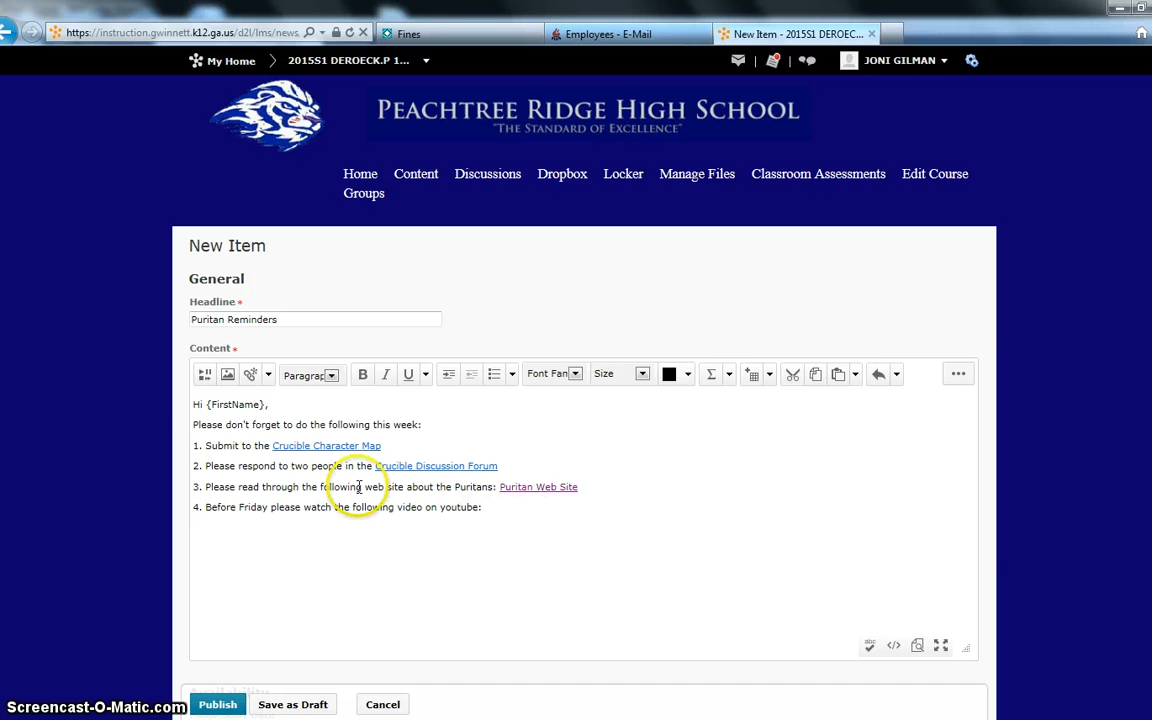 https://instruction.gwinnett.k12.ga.us/d2l/lms/news, Fines Employees - E-Mail New Item - 2015S1 DEROEC...
My Home 2015S1 DEROECK.P 1... JONI GILMAN
PEACHTREE RIDGE HIGH SCHOOL
"THE STANDARD OF EXCELLENCE"
Home Content Discussions Dropbox Locker Manage Files Classroom Assessments Edit Course
Groups
New Item
General
Headline *
Puritan Reminders
Content *
Paragrap B I U Font Fan Size Σ ...
Hi {FirstName},
Please don't forget to do the following this week:
1. Submit to the Crucible Character Map
2. Please respond to two people in the Crucible Discussion Forum
3. Please read through the following web site about the Puritans: Puritan Web Site
4. Before Friday please watch the following video on youtube:
abc </>
Availability
Publish Save as Draft Cancel
Screencast-O-Matic.com